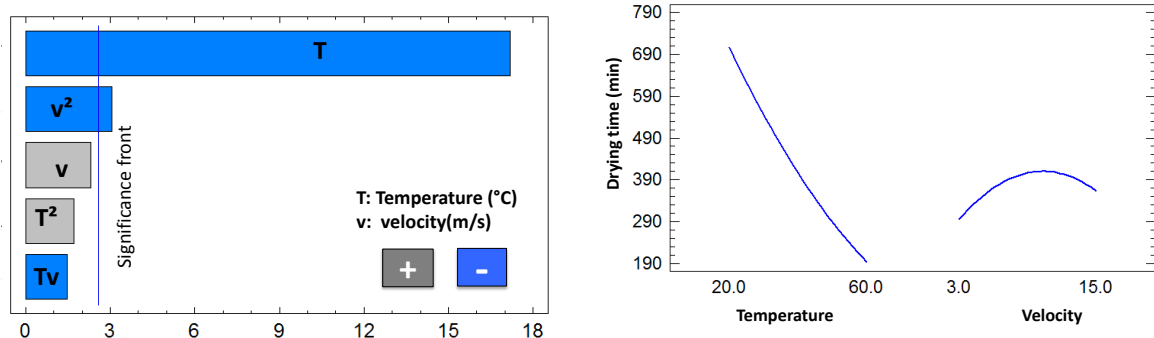 T
v²
v
T²
Tv
Significance front
T: Temperature (°C)
v: velocity(m/s)
+
-
0 3 6 9 12 15 18
Drying time (min)
790
690
590
490
390
290
190
20.0 60.0 3.0 15.0
Temperature Velocity